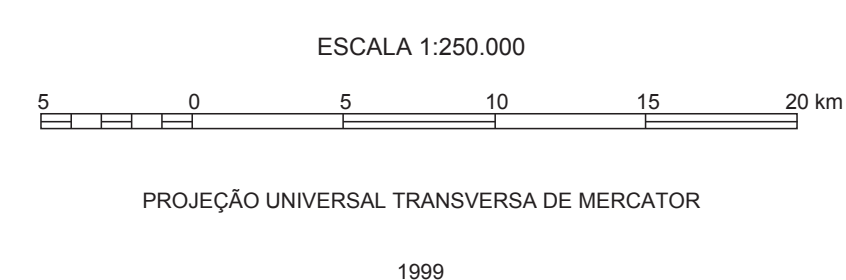 ESCALA 1:250.000
5 0 5 10 15 20 km
PROJEÇÃO UNIVERSAL TRANSVERSA DE MERCATOR
1999